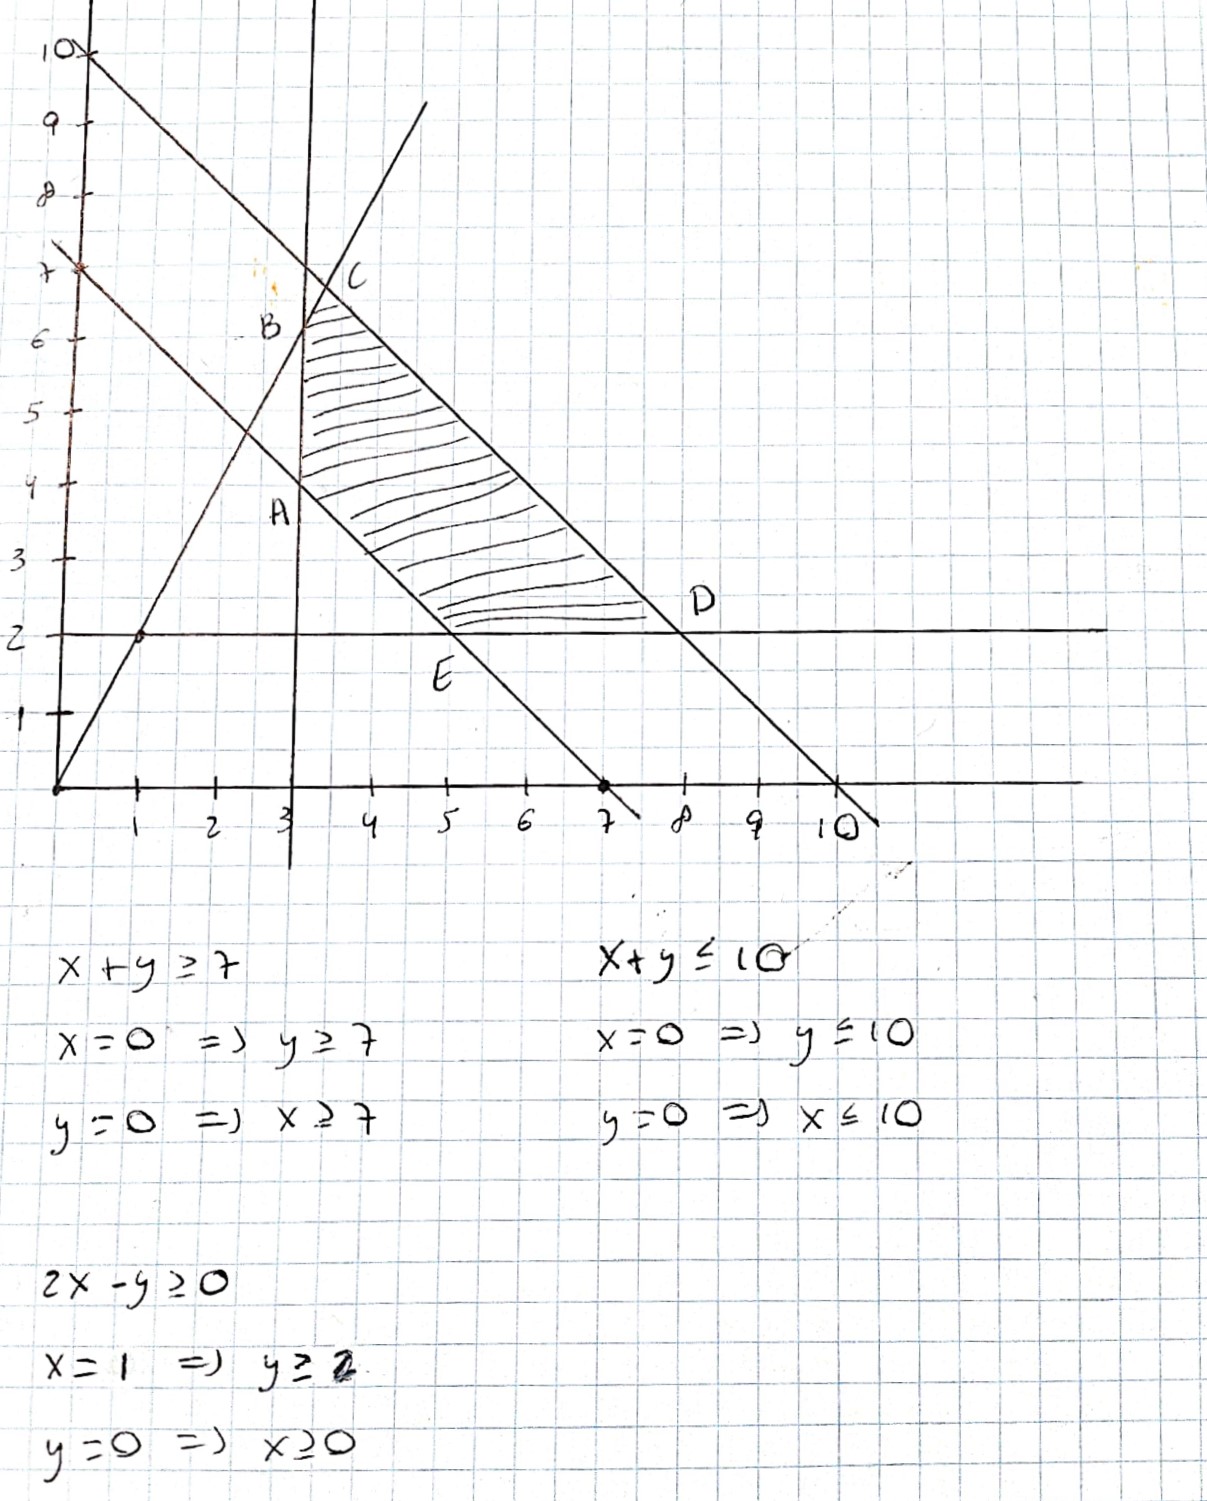 10
9
8
7
C
B
6
5
4
A
3
D
2
E
1
1 2 3 4 5 6 7 8 9 10
x + y ≥ 7
x = 0 => y ≥ 7
y = 0 => x ≥ 7
x + y ≤ 10
x = 0 => y ≤ 10
y = 0 => x ≤ 10
2x - y ≥ 0
x = 1 => y ≥ 2
y = 0 => x ≥ 0